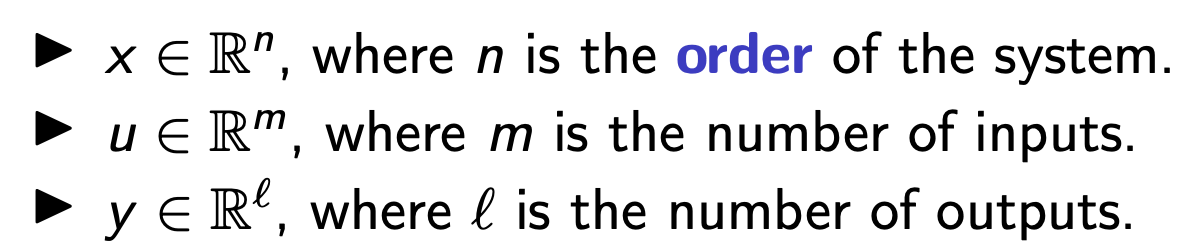 ▶ x ∈ ℝⁿ, where n is the order of the system.
▶ u ∈ ℝᵐ, where m is the number of inputs.
▶ y ∈ ℝ^ℓ, where ℓ is the number of outputs.